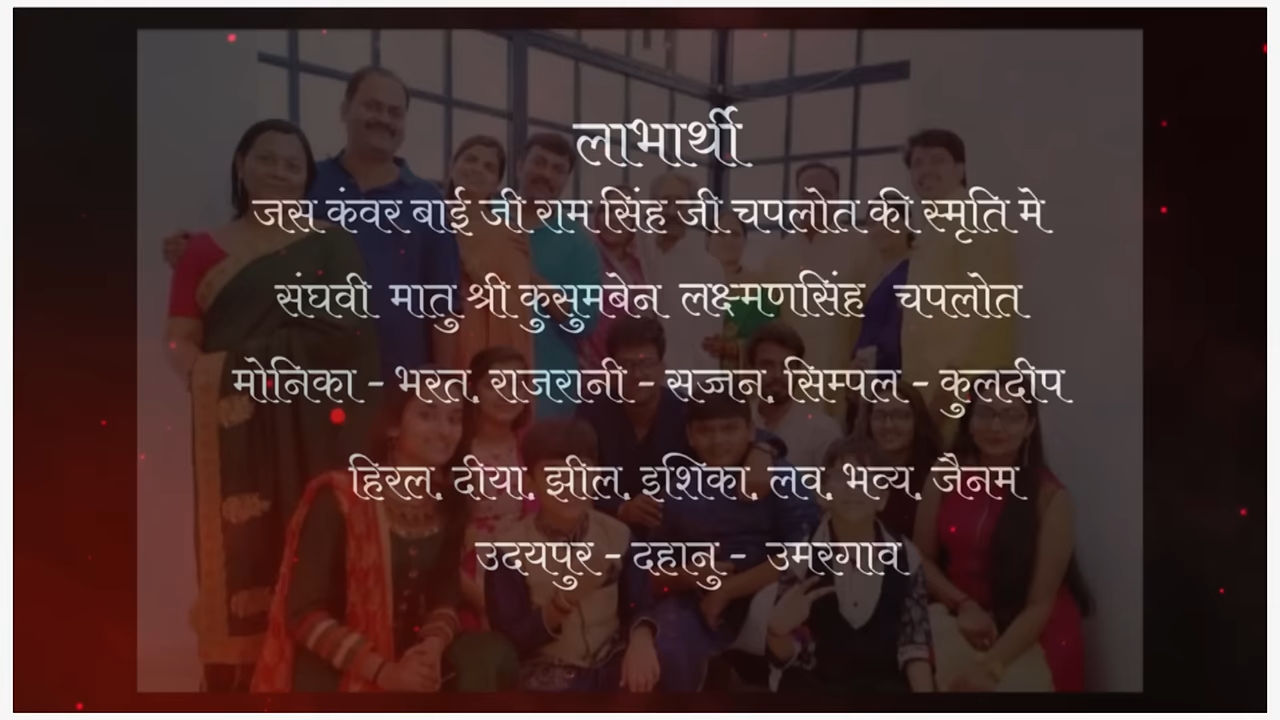 लाभार्थी
जस कंवर बाई जी राम सिंह जी चपलोत की स्मृति मे
संघवी मातु श्री कुसुमबेन लक्ष्मणसिंह चपलोत
मोनिका - भरत, राजरानी - सज्जन, सिम्पल - कुलदीप
हिरल, दीया, झील, इशिका, लव, भव्य, जैनम
उदयपुर - दहानु - उमरगाव